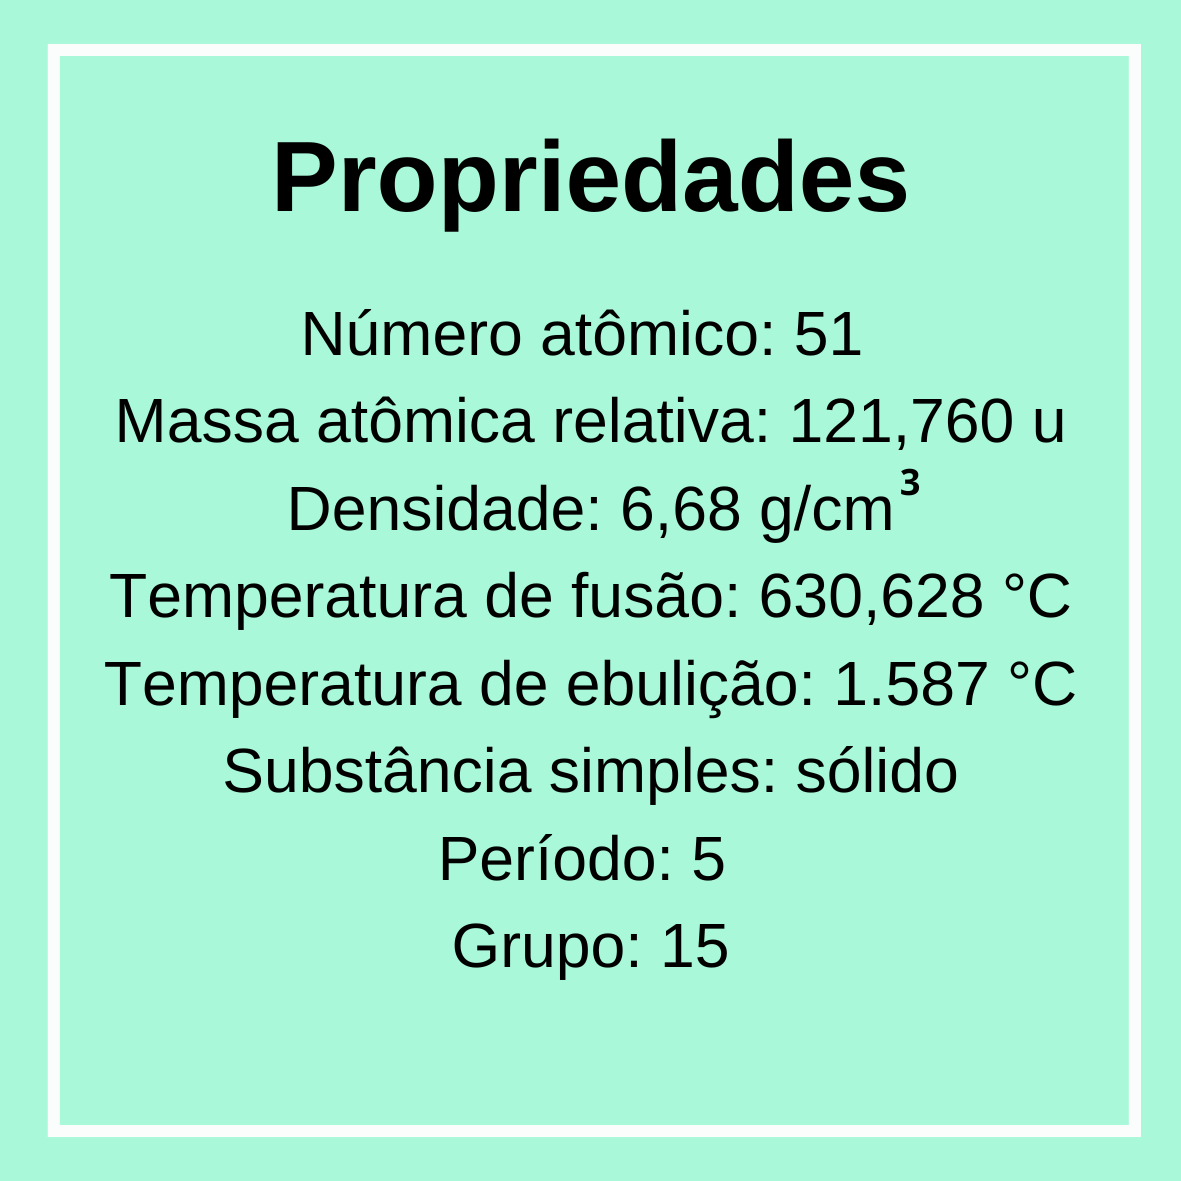 Propriedades
Número atômico: 51
Massa atômica relativa: 121,760 u
Densidade: 6,68 g/cm³
Temperatura de fusão: 630,628 °C
Temperatura de ebulição: 1.587 °C
Substância simples: sólido
Período: 5
Grupo: 15